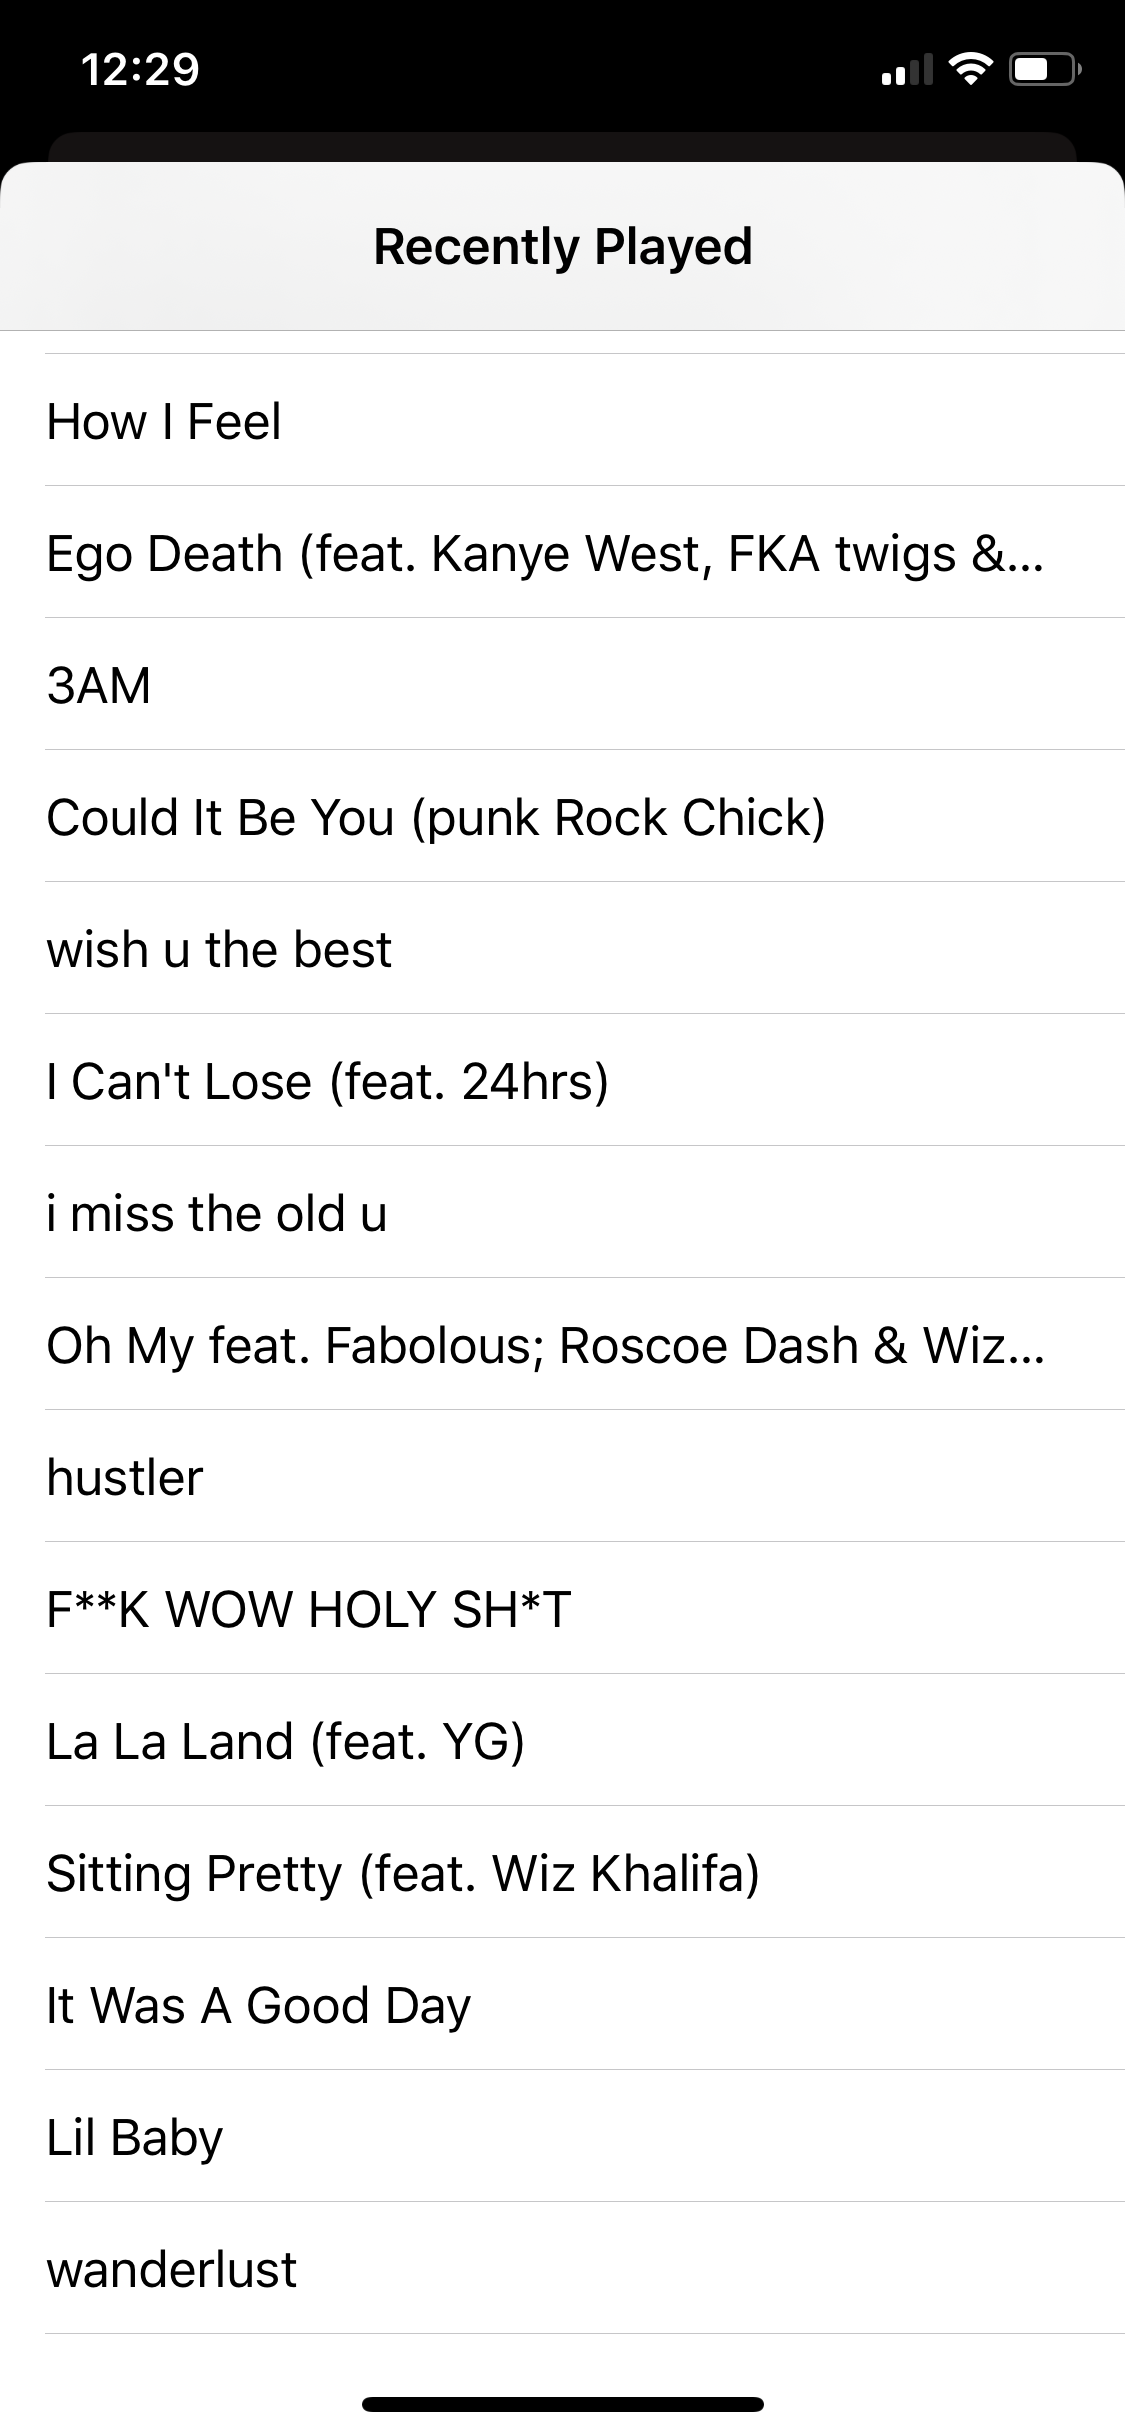 12:29
Recently Played
How I Feel
Ego Death (feat. Kanye West, FKA twigs &...
3AM
Could It Be You (punk Rock Chick)
wish u the best
I Can't Lose (feat. 24hrs)
i miss the old u
Oh My feat. Fabolous; Roscoe Dash & Wiz...
hustler
F**K WOW HOLY SH*T
La La Land (feat. YG)
Sitting Pretty (feat. Wiz Khalifa)
It Was A Good Day
Lil Baby
wanderlust